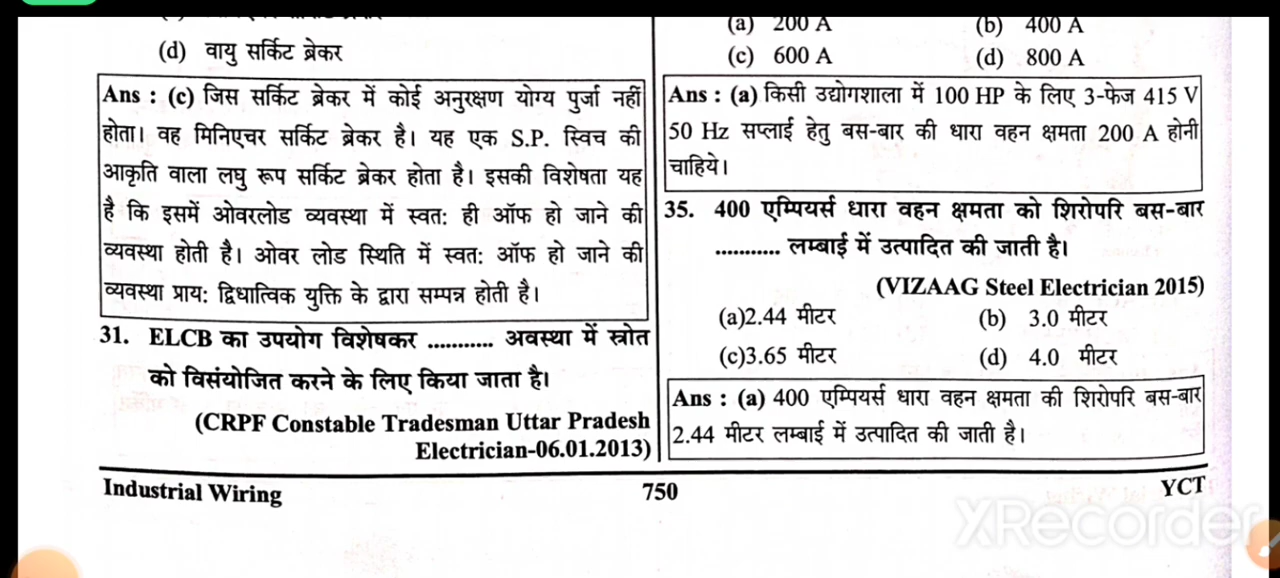 (d) वायु सर्किट ब्रेकर
Ans : (c) जिस सर्किट ब्रेकर में कोई अनुरक्षण योग्य पुर्जा नहीं
होता। वह मिनिएचर सर्किट ब्रेकर है। यह एक S.P. स्विच की
आकृति वाला लघु रूप सर्किट ब्रेकर होता है। इसकी विशेषता यह
है कि इसमें ओवरलोड व्यवस्था में स्वत: ही ऑफ हो जाने की
व्यवस्था होती है। ओवर लोड स्थिति में स्वत: ऑफ हो जाने की
व्यवस्था प्राय: द्विधात्विक युक्ति के द्वारा सम्पन्न होती है।
31. ELCB का उपयोग विशेषकर ........... अवस्था में स्त्रोत
को विसंयोजित करने के लिए किया जाता है।
(CRPF Constable Tradesman Uttar Pradesh
Electrician-06.01.2013)
(a) 200 A (b) 400 A
(c) 600 A (d) 800 A
Ans : (a) किसी उद्योगशाला में 100 HP के लिए 3-फेज 415 V
50 Hz सप्लाई हेतु बस-बार की धारा वहन क्षमता 200 A होनी
चाहिये।
35. 400 एम्पियर्स धारा वहन क्षमता को शिरोपरि बस-बार
........... लम्बाई में उत्पादित की जाती है।
(VIZAAG Steel Electrician 2015)
(a)2.44 मीटर (b) 3.0 मीटर
(c)3.65 मीटर (d) 4.0 मीटर
Ans : (a) 400 एम्पियर्स धारा वहन क्षमता की शिरोपरि बस-बार
2.44 मीटर लम्बाई में उत्पादित की जाती है।
Industrial Wiring 750 YCT
XRecorder